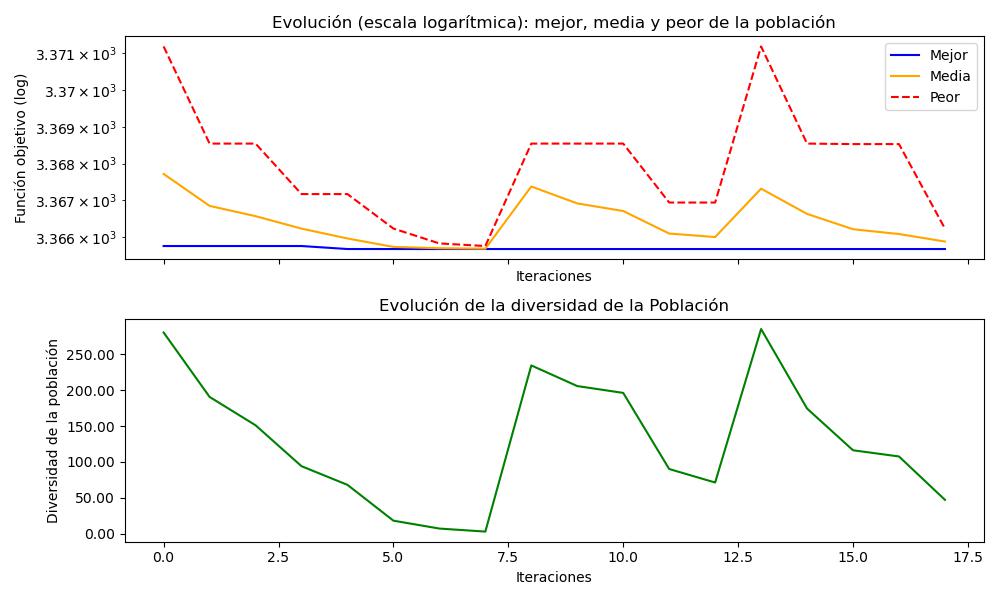 Evolución (escala logarítmica): mejor, media y peor de la población
Función objetivo (log)
3.371 × 10³
3.37 × 10³
3.369 × 10³
3.368 × 10³
3.367 × 10³
3.366 × 10³
Mejor
Media
Peor
Iteraciones
Evolución de la diversidad de la Población
Diversidad de la población
250.00
200.00
150.00
100.00
50.00
0.00
0.0 2.5 5.0 7.5 10.0 12.5 15.0 17.5
Iteraciones